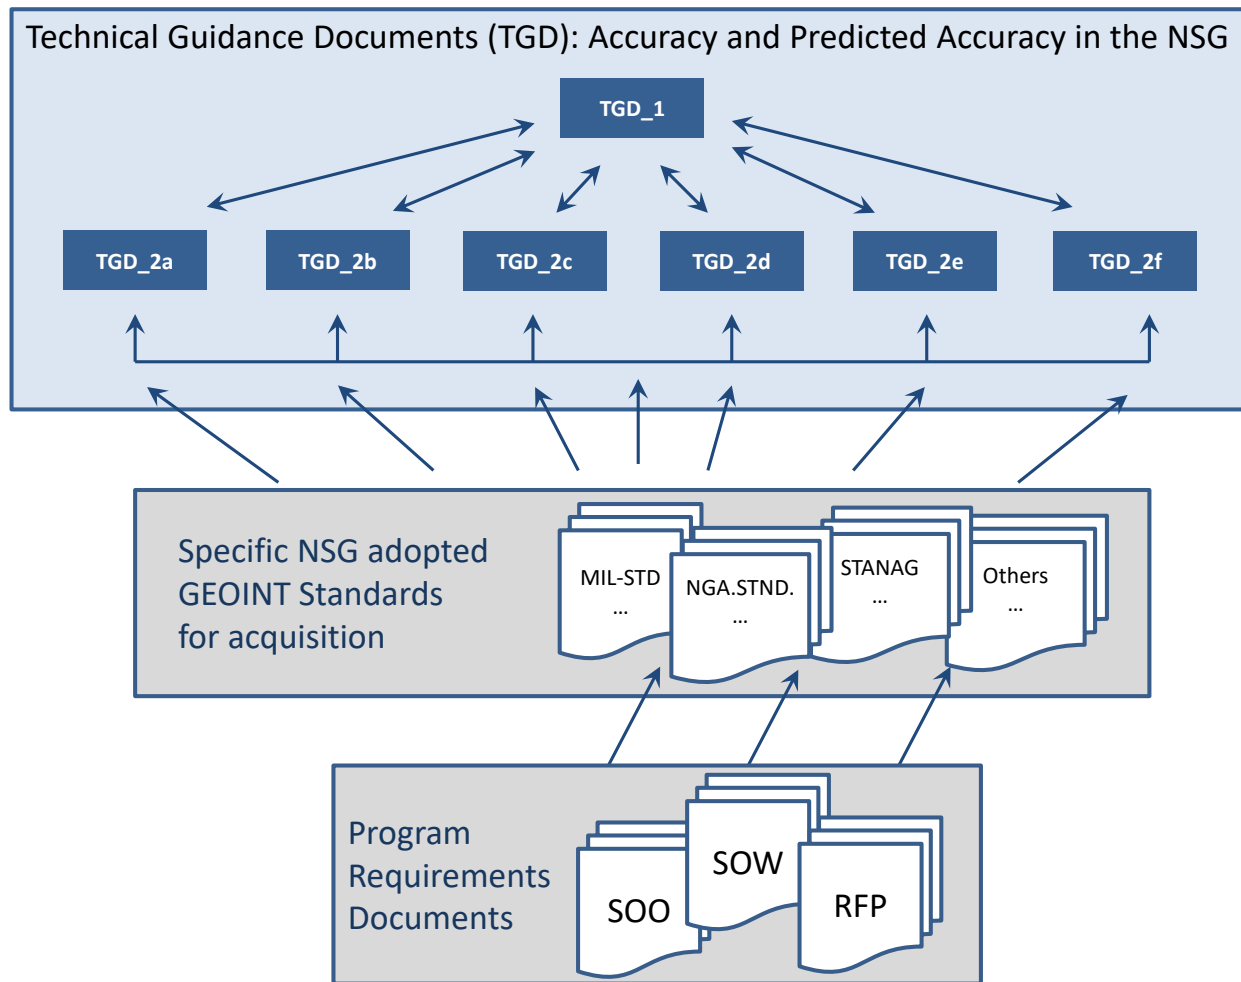 Technical Guidance Documents (TGD): Accuracy and Predicted Accuracy in the NSG
TGD_1
TGD_2a
TGD_2b
TGD_2c
TGD_2d
TGD_2e
TGD_2f
Specific NSG adopted
GEOINT Standards
for acquisition
MIL-STD
...
NGA.STND.
...
STANAG
...
Others
...
Program
Requirements
Documents
SOO
SOW
RFP